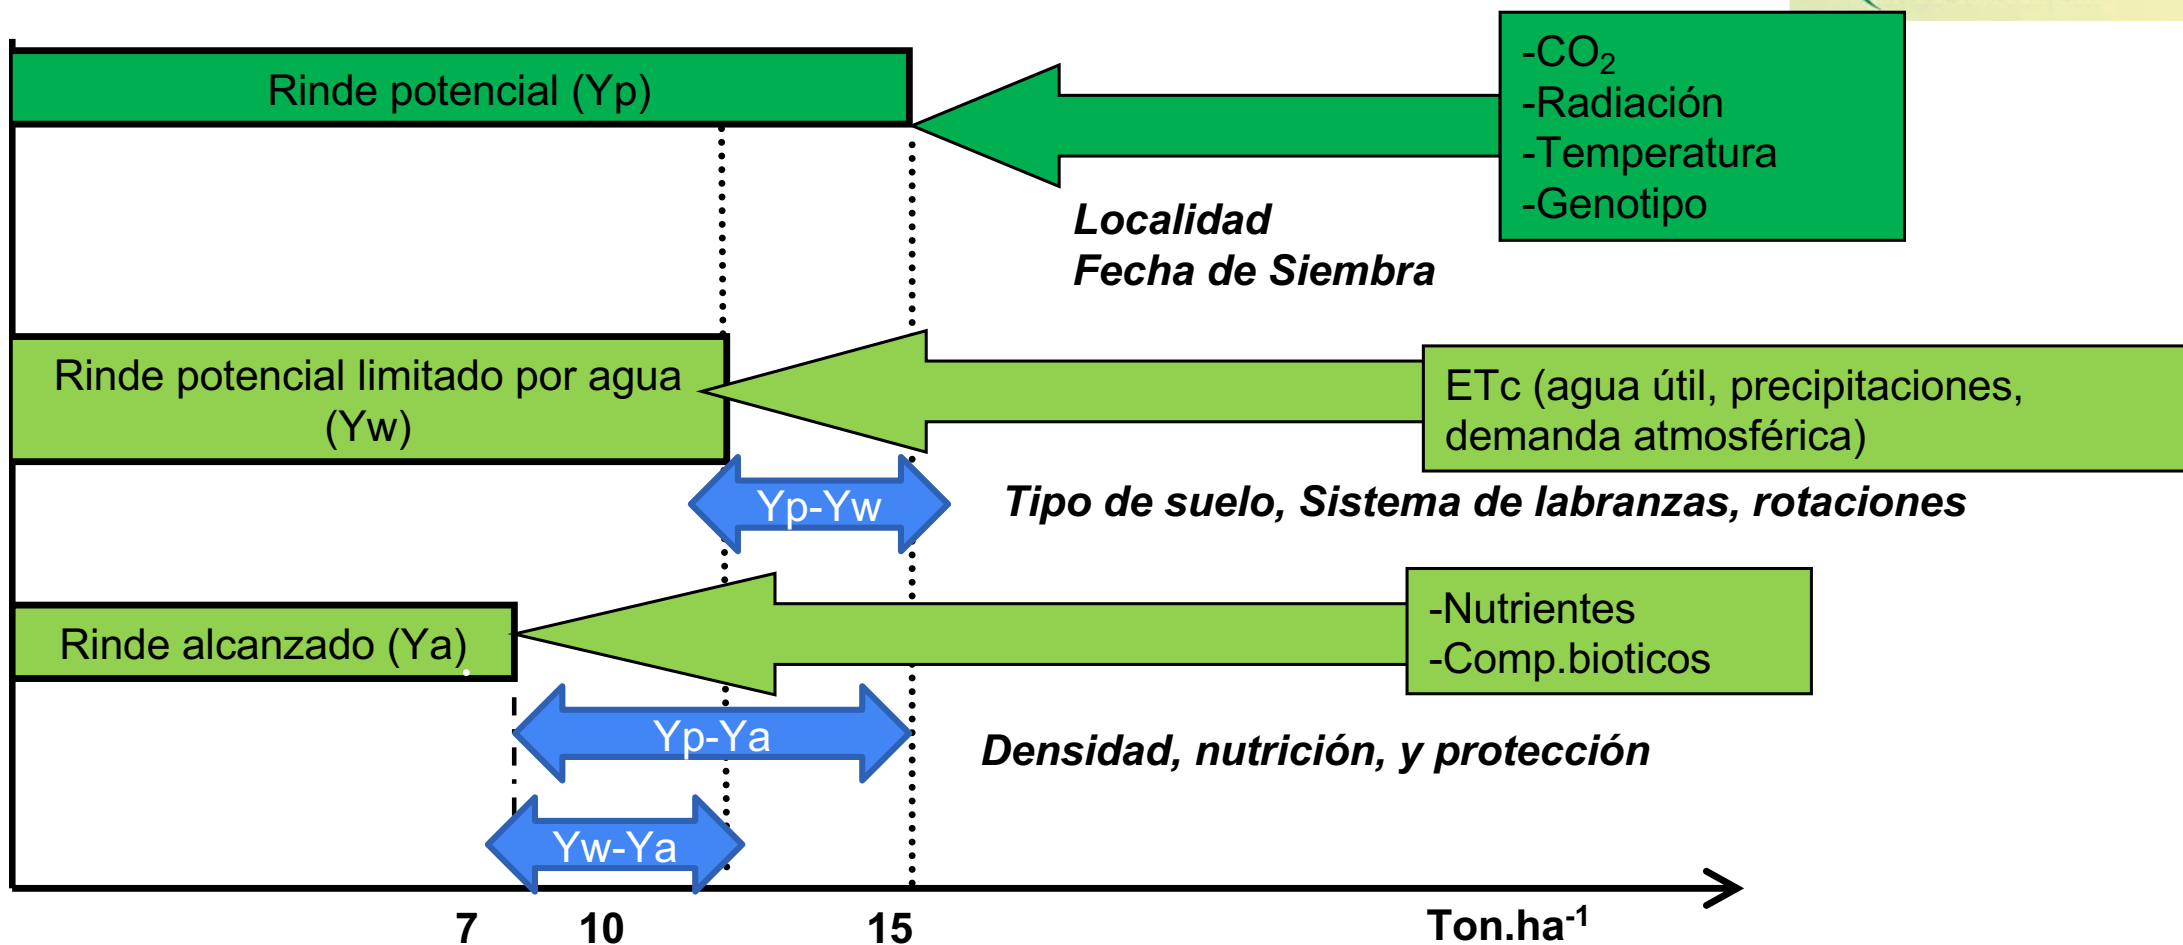 Rinde potencial (Yp)
-CO₂
-Radiación
-Temperatura
-Genotipo
Localidad
Fecha de Siembra
Rinde potencial limitado por agua
(Yw)
ETc (agua útil, precipitaciones,
demanda atmosférica)
Yp-Yw
Tipo de suelo, Sistema de labranzas, rotaciones
Rinde alcanzado (Ya)
-Nutrientes
-Comp.bioticos
Yp-Ya
Densidad, nutrición, y protección
Yw-Ya
7 10 15 Ton.ha⁻¹